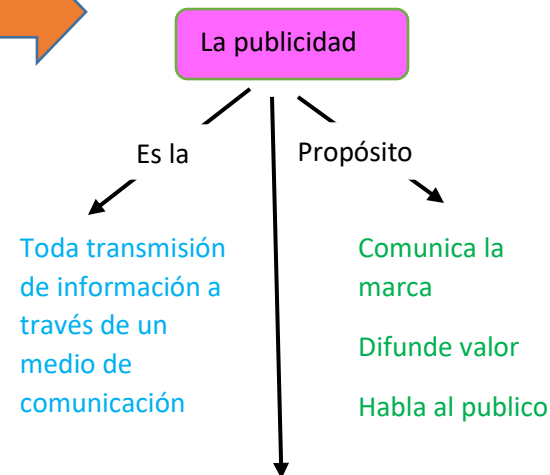 La publicidad
Es la
Propósito
Toda transmisión
de información a
través de un
medio de
comunicación
Comunica la
marca
Difunde valor
Habla al publico